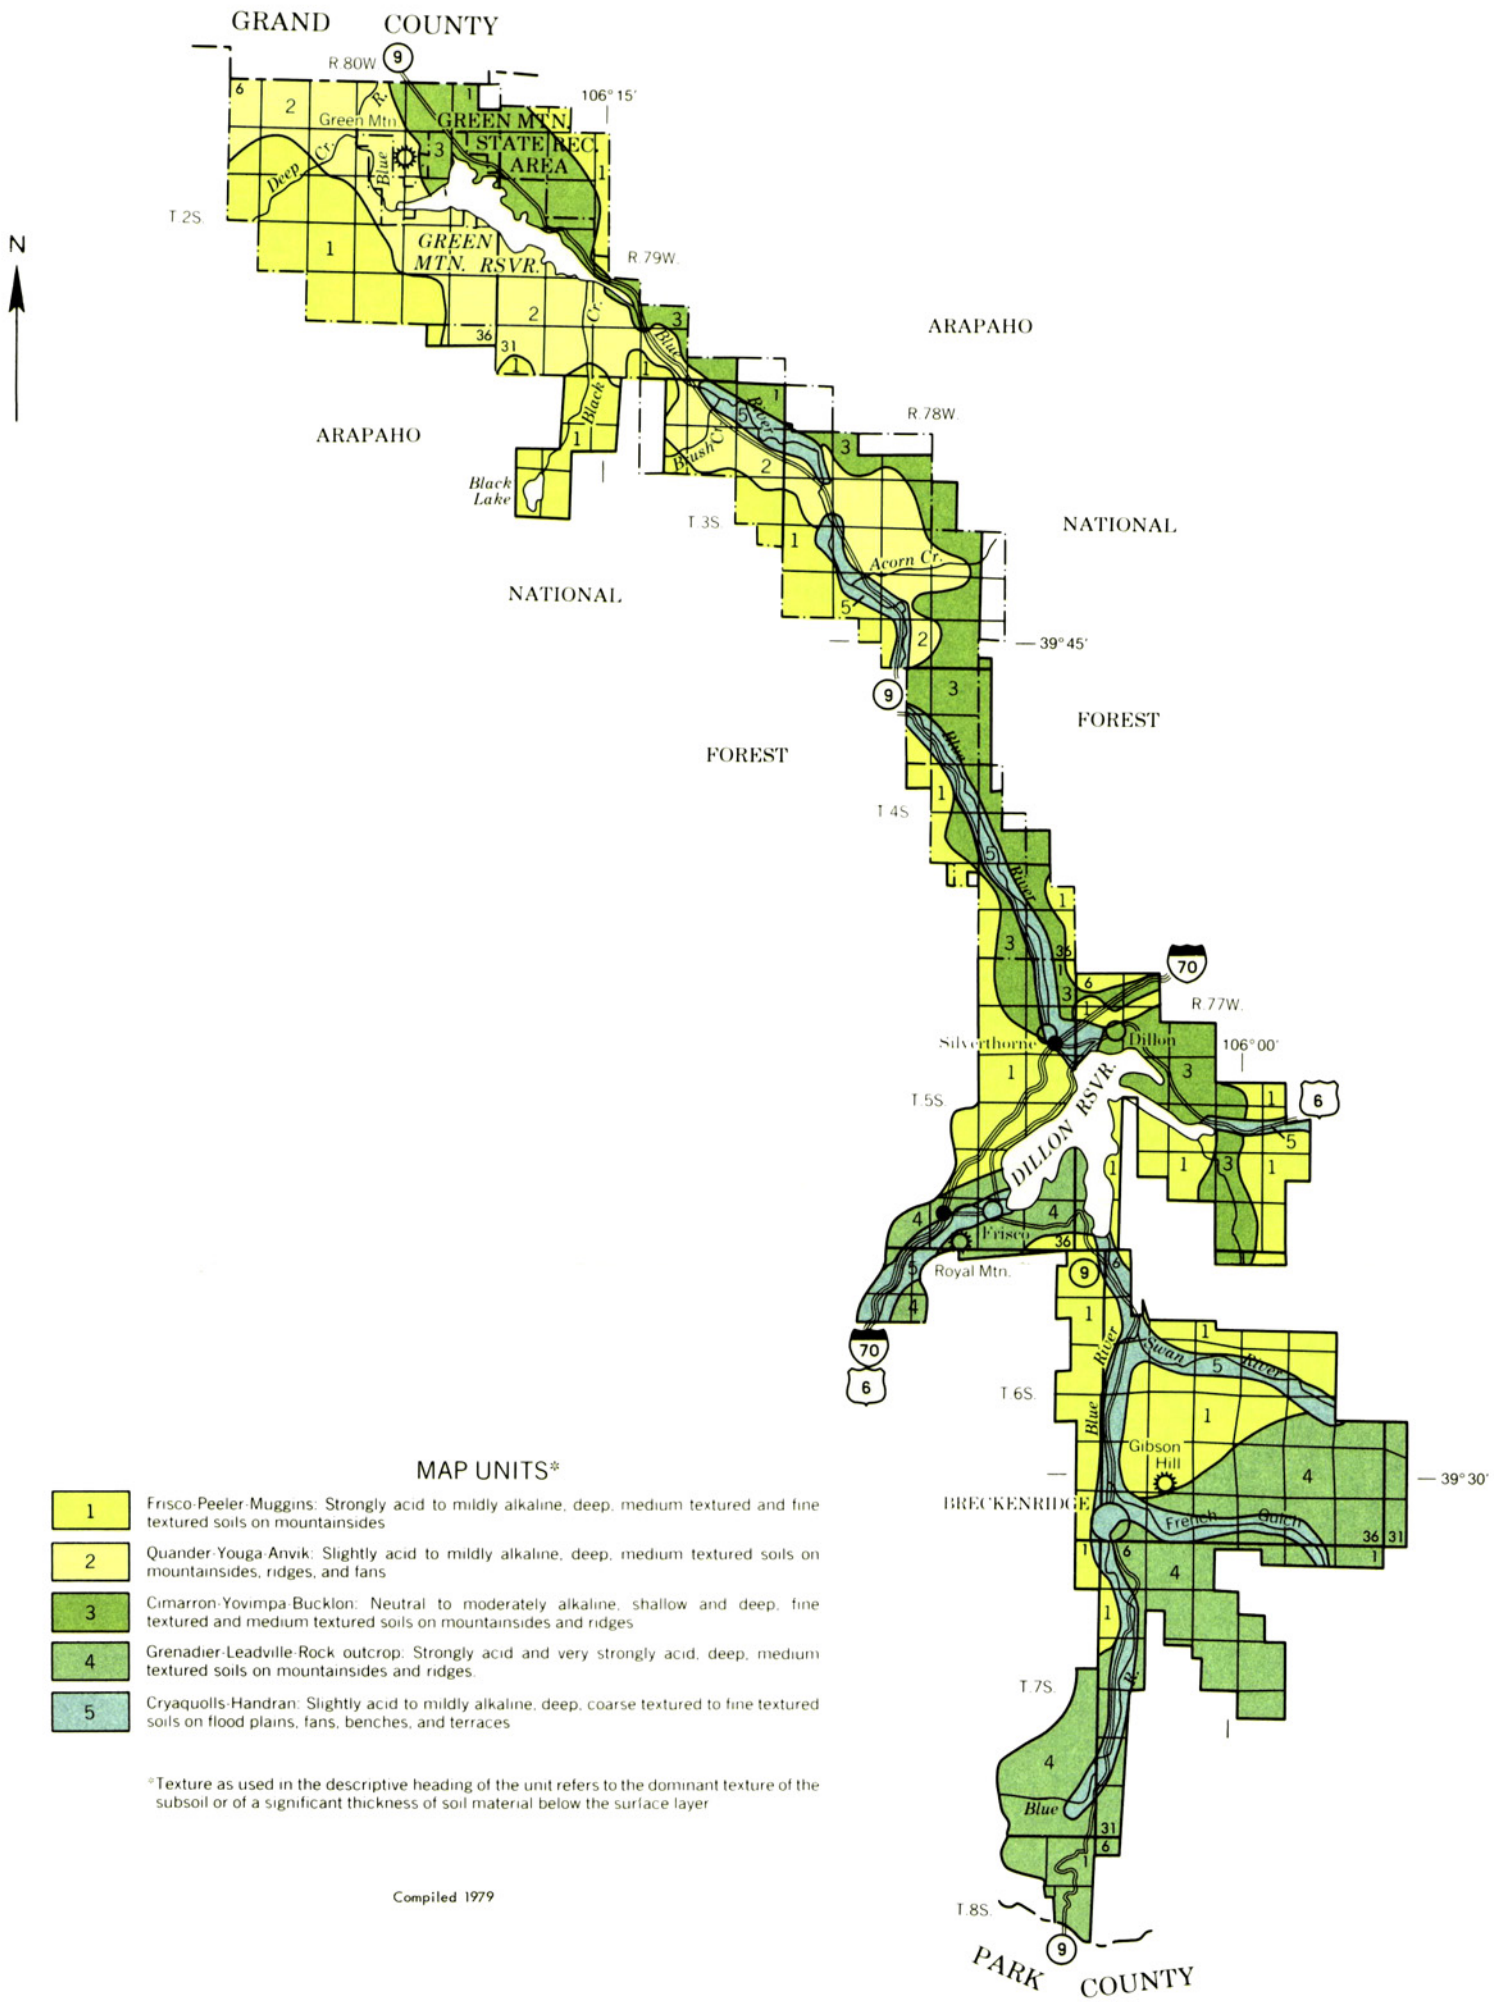 GRAND COUNTY
9
R.80W
106°15'
6
2
1
R.
Green Mtn
GREEN MTN.
STATE REC.
AREA
3
1
Deep Cr.
Blue
T.2S.
N
1
GREEN
MTN. RSVR.
R.79W.
2
Cr.
3
ARAPAHO
36
31
1
1
Blue
Black
1
5
River
R.78W.
ARAPAHO
1
Brush Cr.
2
3
Black
Lake
T.3S.
NATIONAL
1
Acorn Cr.
NATIONAL
5
2
39°45'
9
3
FOREST
FOREST
Blue
T.4S
1
5
River
1
3
36
1
70
3
6
1
R.77W.
Silverthorne
Dillon
106°00'
1
3
T.5S.
1
6
DILLON RSVR.
5
1
1
3
1
4
4
Frisco
36
5
Royal Mtn.
9
6
4
1
70
6
River
Swan
1
5
River
T.6S.
Blue
1
Gibson
Hill
4
39°30'
BRECKENRIDGE
French Gulch
36 31
1
6
1
4
1
T.7S.
R.
4
Blue
31
6
1
T.8S.
9
PARK COUNTY
MAP UNITS*
1
Frisco-Peeler-Muggins: Strongly acid to mildly alkaline, deep, medium textured and fine
textured soils on mountainsides
2
Quander-Youga-Anvik: Slightly acid to mildly alkaline, deep, medium textured soils on
mountainsides, ridges, and fans
3
Cimarron-Yovimpa-Bucklon: Neutral to moderately alkaline, shallow and deep, fine
textured and medium textured soils on mountainsides and ridges
4
Grenadier-Leadville-Rock outcrop: Strongly acid and very strongly acid, deep, medium
textured soils on mountainsides and ridges.
5
Cryaquolls-Handran: Slightly acid to mildly alkaline, deep, coarse textured to fine textured
soils on flood plains, fans, benches, and terraces
*Texture as used in the descriptive heading of the unit refers to the dominant texture of the
subsoil or of a significant thickness of soil material below the surface layer
Compiled 1979